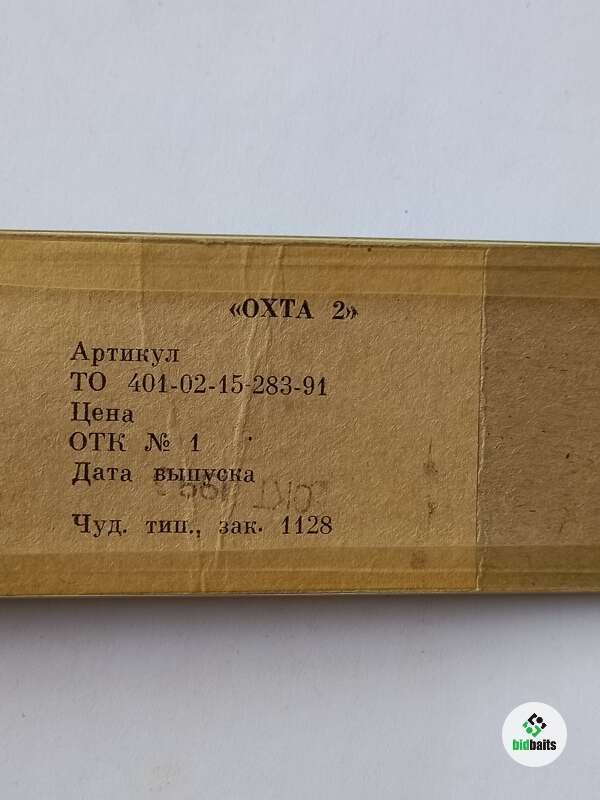 «ОХТА 2»
Артикул
ТО 401-02-15-283-91
Цена
ОТК № 1
Дата выпуска
Чуд. тип., зак. 1128
bidbaits